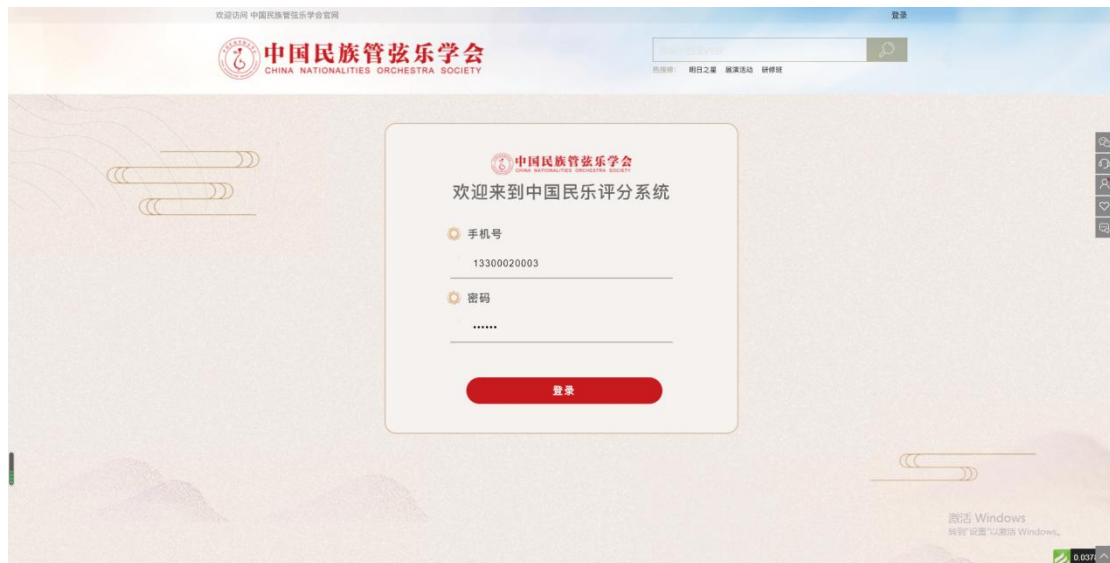 欢迎访问 中国民族管弦乐学会官网
登录
中国民族管弦乐学会
CHINA NATIONALITIES ORCHESTRA SOCIETY
热搜榜： 明日之星 展演活动 研修班
中国民族管弦乐学会
CHINA NATIONALITIES ORCHESTRA SOCIETY
欢迎来到中国民乐评分系统
手机号
13300020003
密码
••••••
登录
激活 Windows
转到"设置"以激活 Windows。